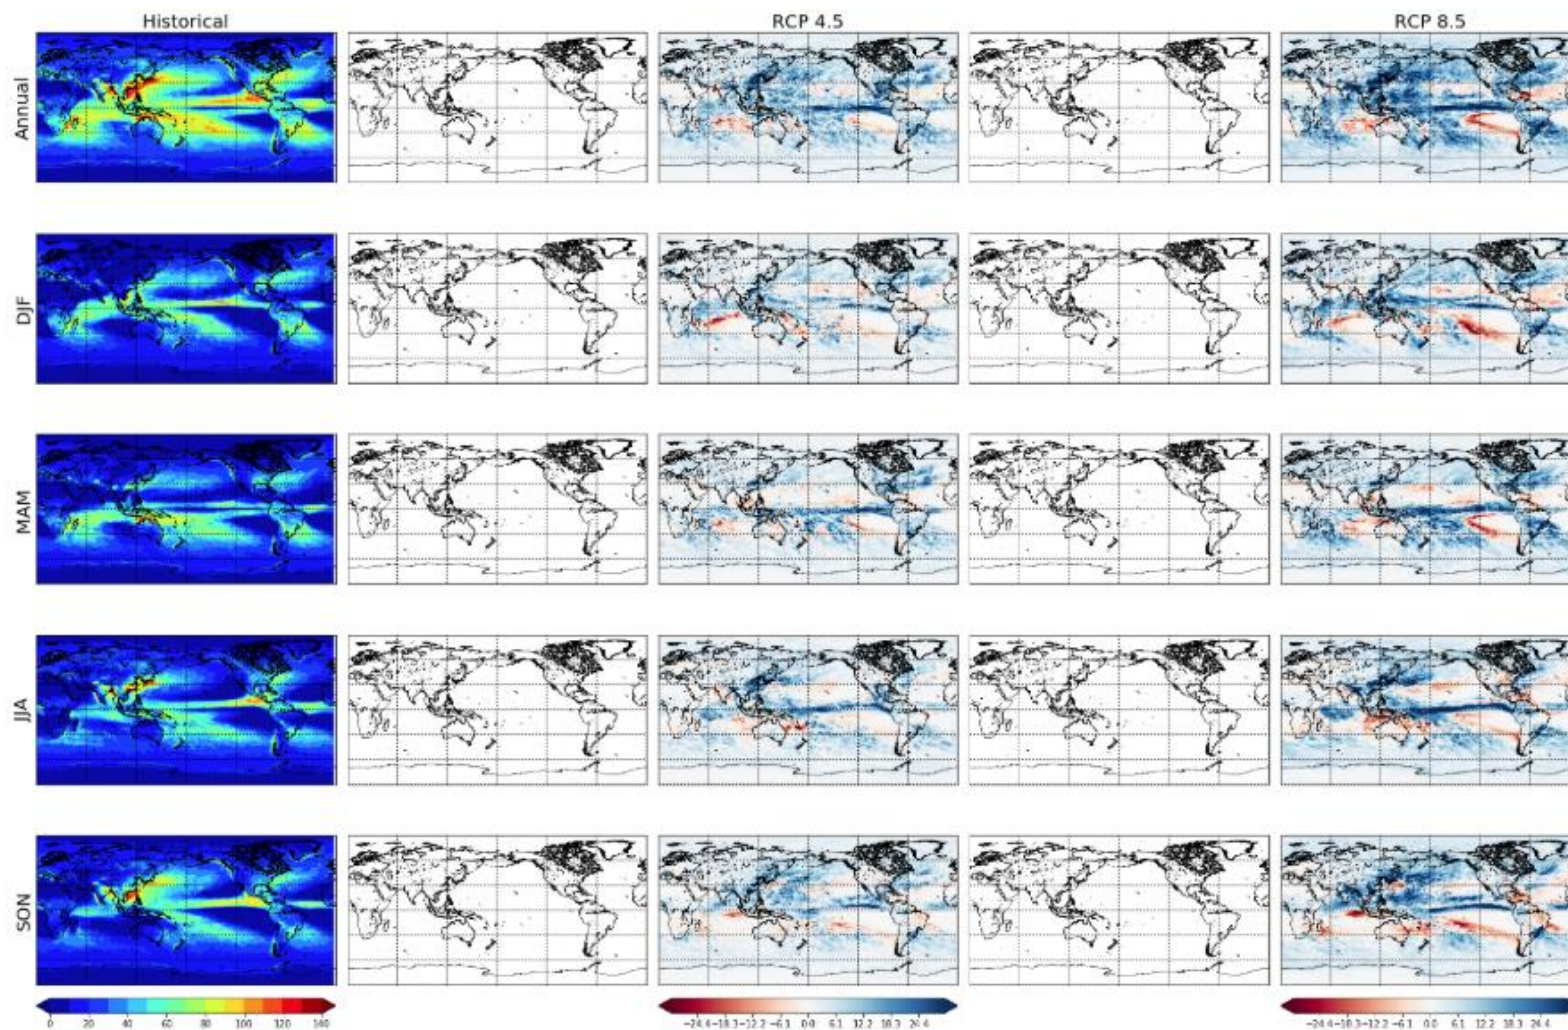 Historical RCP 4.5 RCP 8.5
Annual
DJF
MAM
JJA
SON
0 20 40 60 80 100 120 140 −24.4 −18.3 −12.2 −6.1 0.0 6.1 12.2 18.3 24.4 −24.4 −18.3 −12.2 −6.1 0.0 6.1 12.2 18.3 24.4